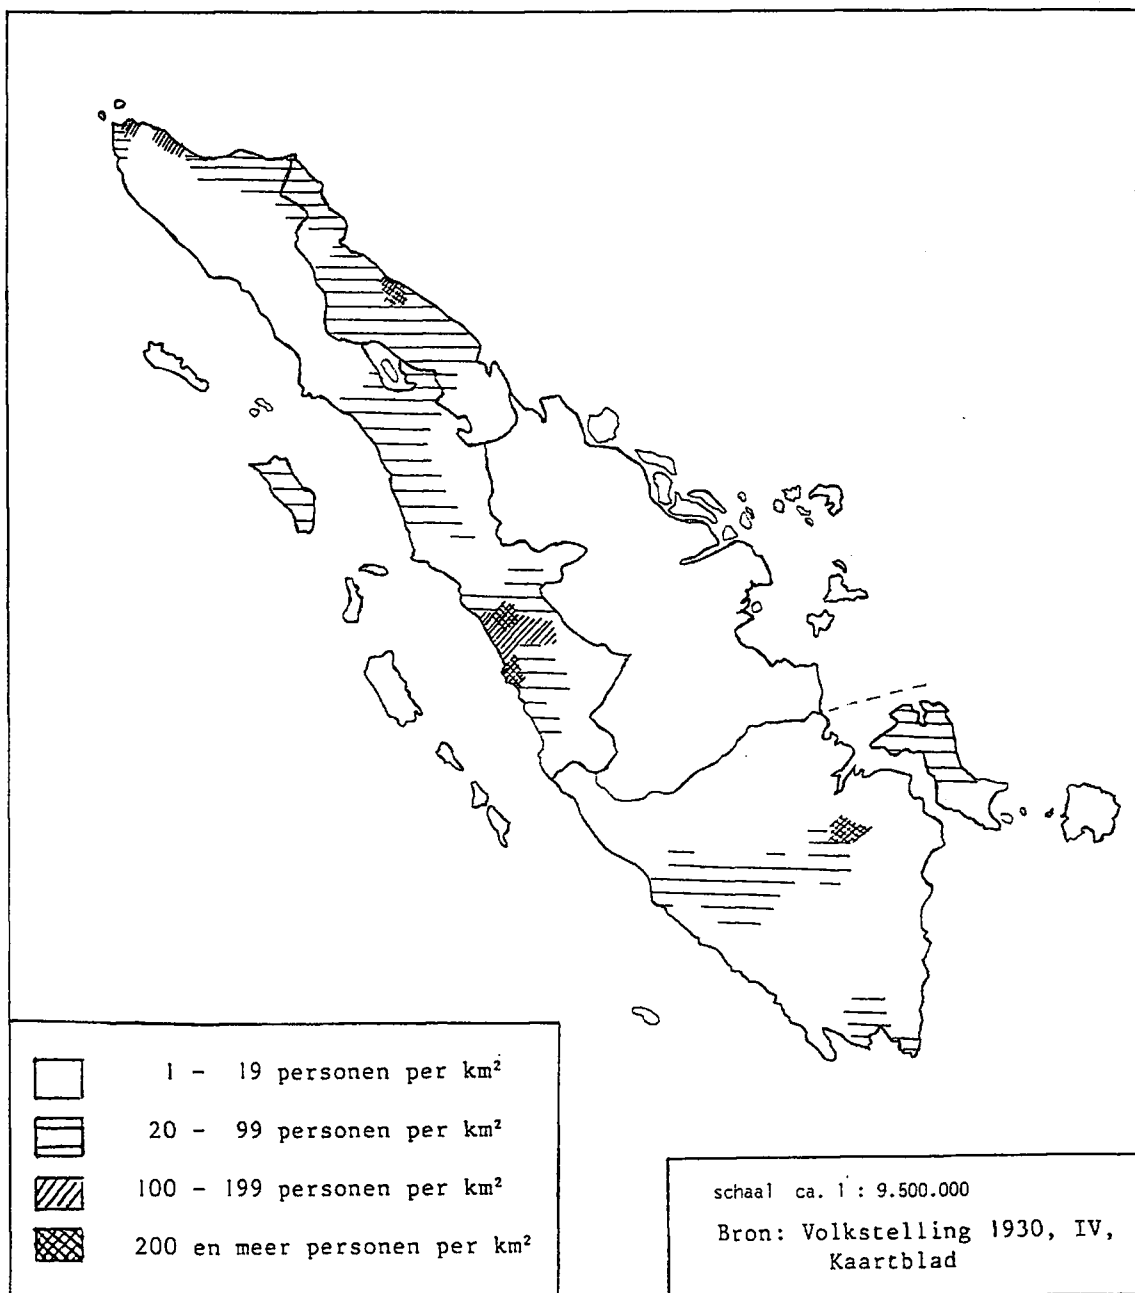 1 - 19 personen per km²
20 - 99 personen per km²
100 - 199 personen per km²
200 en meer personen per km²
schaal ca. 1 : 9.500.000
Bron: Volkstelling 1930, IV,
Kaartblad